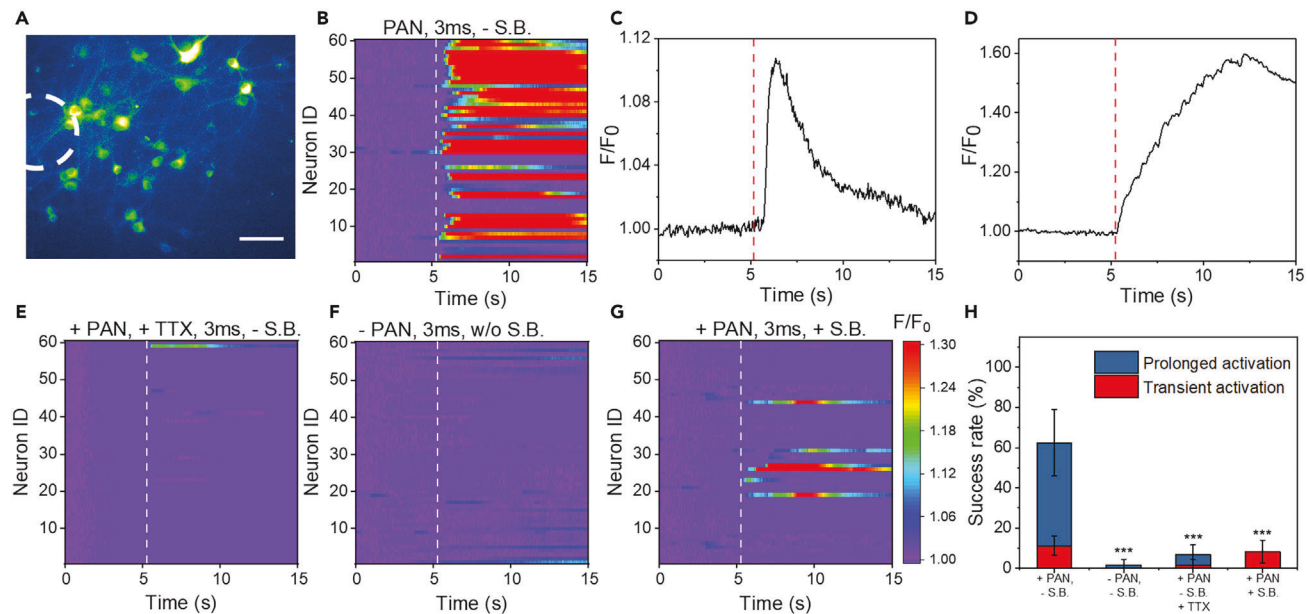 A
B
PAN, 3ms, - S.B.
60
50
40
30
20
10
Neuron ID
0
5
10
15
Time (s)
C
1.12
1.08
1.04
1.00
F/F0
0
5
10
15
Time (s)
D
1.60
1.40
1.20
1.00
F/F0
0
5
10
15
Time (s)
E
+ PAN, + TTX, 3ms, - S.B.
60
50
40
30
20
10
Neuron ID
0
5
10
15
Time (s)
F
- PAN, 3ms, w/o S.B.
60
50
40
30
20
10
Neuron ID
0
5
10
15
Time (s)
G
+ PAN, 3ms, + S.B.
60
50
40
30
20
10
Neuron ID
0
5
10
15
Time (s)
F/F0
1.30
1.24
1.18
1.12
1.06
1.00
H
Prolonged activation
Transient activation
100
80
60
40
20
0
Success rate (%)
***
***
***
+ PAN,
- S.B.
- PAN,
- S.B.
+ PAN
- S.B.
+ TTX
+ PAN
+ S.B.